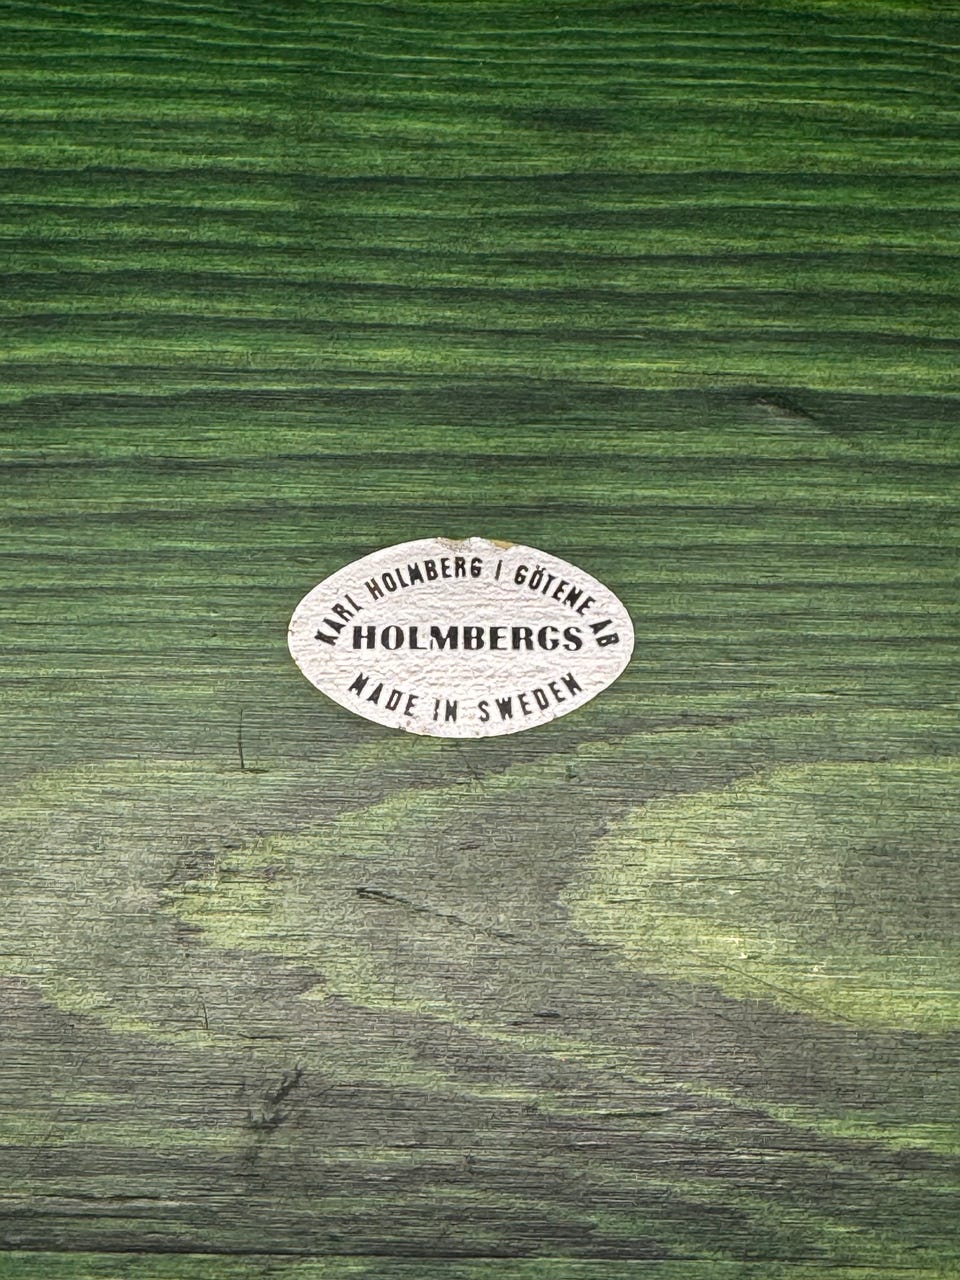 KARL HOLMBERG I GÖTENE AB
HOLMBERGS
MADE IN SWEDEN